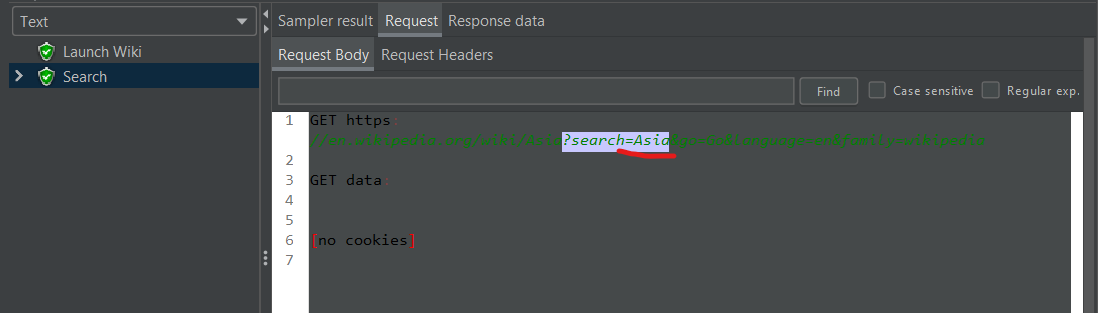 Text
Launch Wiki
Search
Sampler result Request Response data
Request Body Request Headers
Find Case sensitive Regular exp.
1 GET https:
//en.wikipedia.org/wiki/Asia?search=Asia&go=Go&language=en&family=wikipedia
2
3 GET data:
4
5
6 [no cookies]
7